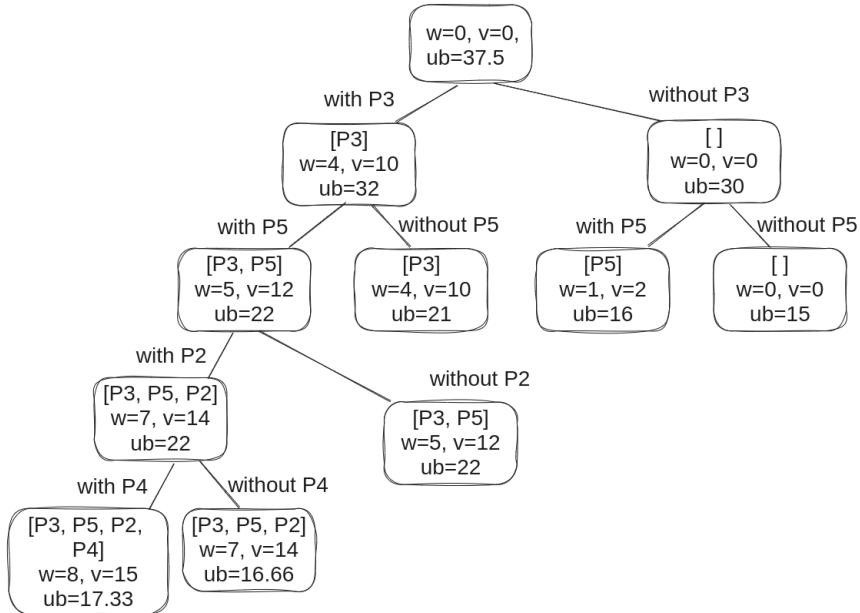 w=0, v=0,
ub=37.5
with P3
without P3
[P3]
w=4, v=10
ub=32
[ ]
w=0, v=0
ub=30
with P5
without P5
with P5
without P5
[P3, P5]
w=5, v=12
ub=22
[P3]
w=4, v=10
ub=21
[P5]
w=1, v=2
ub=16
[ ]
w=0, v=0
ub=15
with P2
without P2
[P3, P5, P2]
w=7, v=14
ub=22
[P3, P5]
w=5, v=12
ub=22
with P4
without P4
[P3, P5, P2,
P4]
w=8, v=15
ub=17.33
[P3, P5, P2]
w=7, v=14
ub=16.66